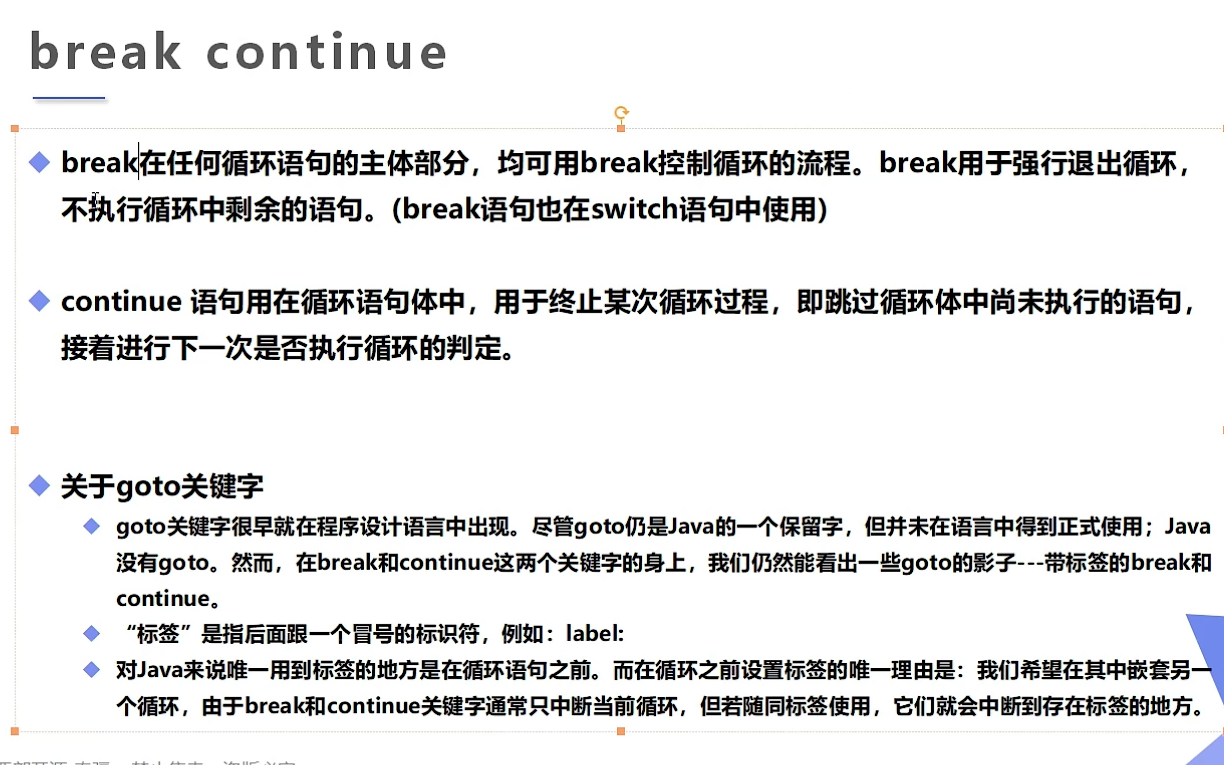 break continue
break在任何循环语句的主体部分，均可用break控制循环的流程。break用于强行退出循环，
不执行循环中剩余的语句。(break语句也在switch语句中使用)
continue 语句用在循环语句体中，用于终止某次循环过程，即跳过循环体中尚未执行的语句，
接着进行下一次是否执行循环的判定。
关于goto关键字
goto关键字很早就在程序设计语言中出现。尽管goto仍是Java的一个保留字，但并未在语言中得到正式使用；Java
没有goto。然而，在break和continue这两个关键字的身上，我们仍然能看出一些goto的影子---带标签的break和
continue。
“标签”是指后面跟一个冒号的标识符，例如：label:
对Java来说唯一用到标签的地方是在循环语句之前。而在循环之前设置标签的唯一理由是：我们希望在其中嵌套另一
个循环，由于break和continue关键字通常只中断当前循环，但若随同标签使用，它们就会中断到存在标签的地方。